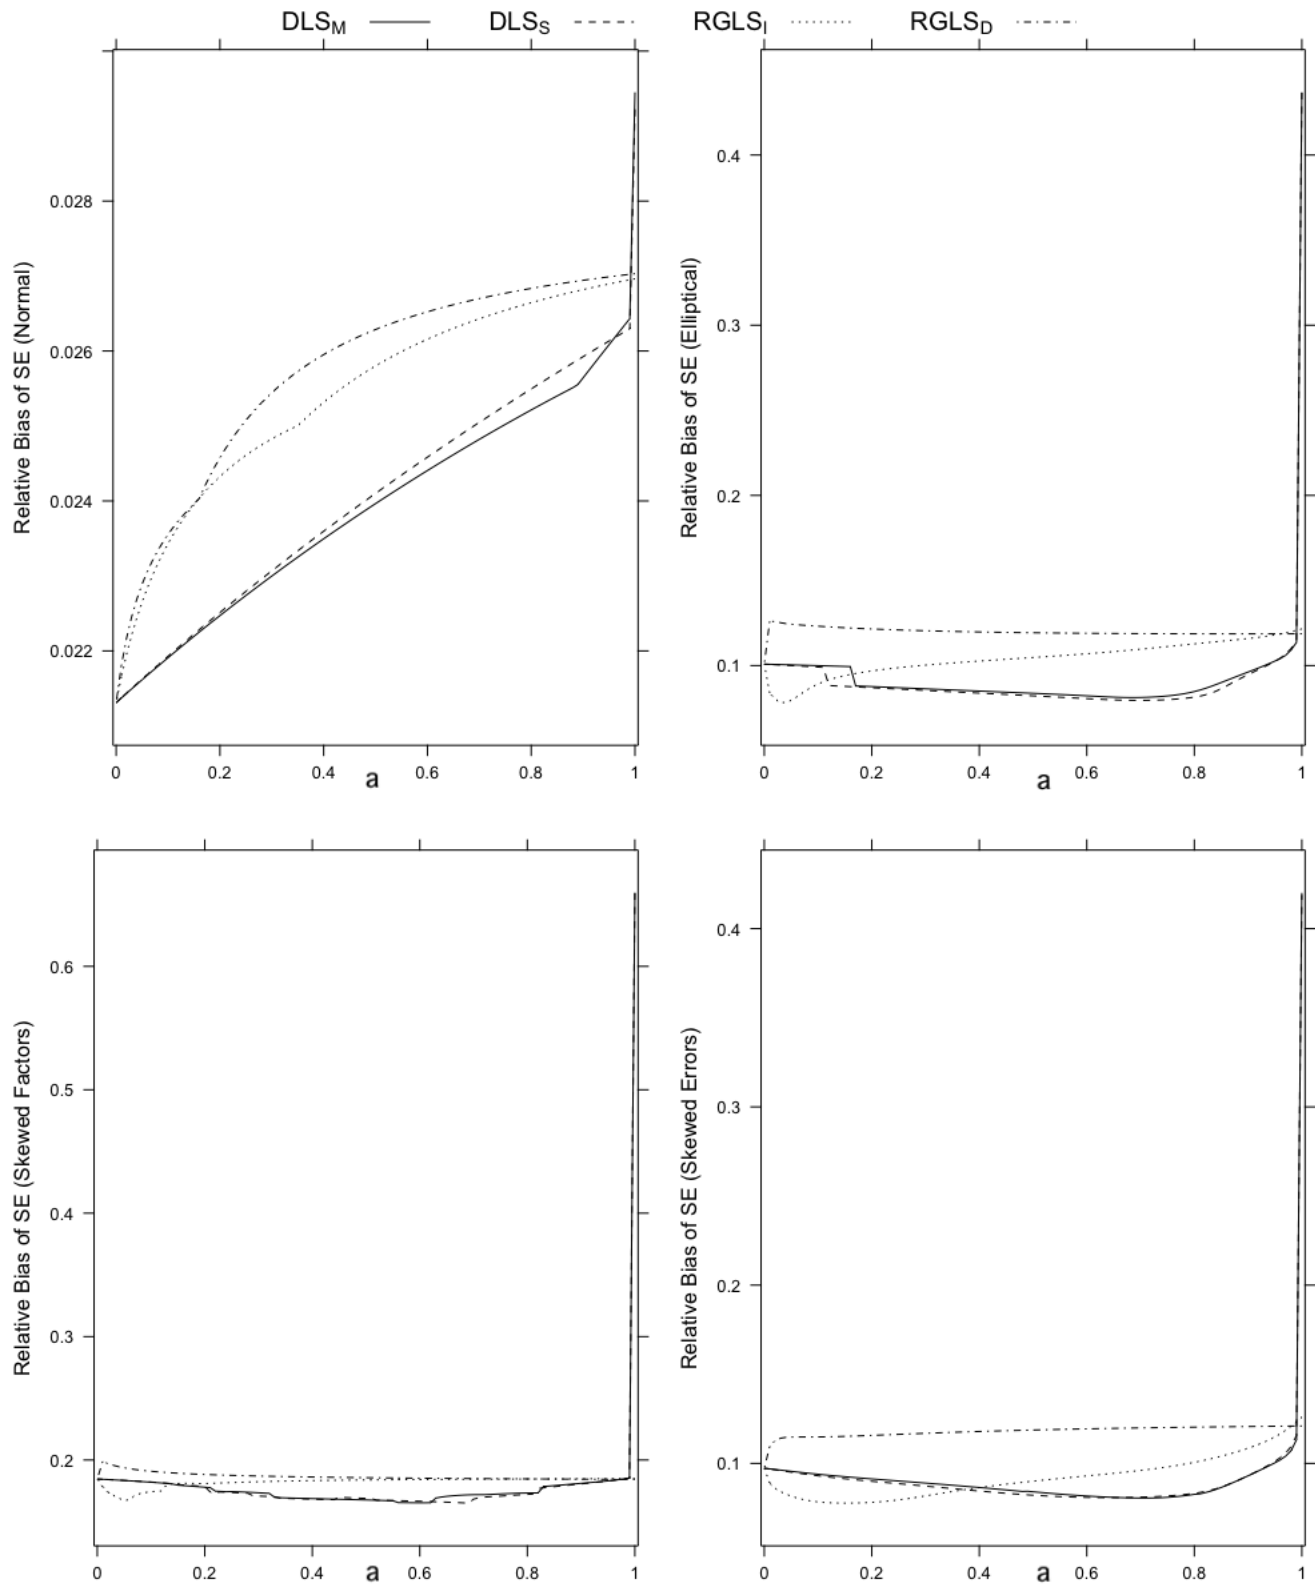 DLS_M DLS_S RGLS_I RGLS_D
Relative Bias of SE (Normal)
0.028
0.026
0.024
0.022
0 0.2 0.4 0.6 0.8 1
a
Relative Bias of SE (Elliptical)
0.4
0.3
0.2
0.1
0 0.2 0.4 0.6 0.8 1
a
Relative Bias of SE (Skewed Factors)
0.6
0.5
0.4
0.3
0.2
0 0.2 0.4 0.6 0.8 1
a
Relative Bias of SE (Skewed Errors)
0.4
0.3
0.2
0.1
0 0.2 0.4 0.6 0.8 1
a